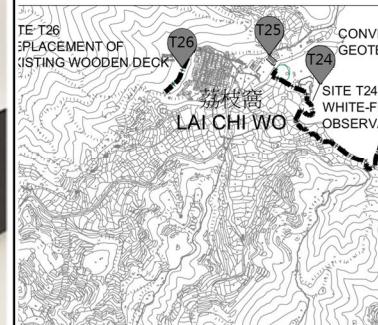 TE T26
EPLACEMENT OF
XISTING WOODEN DECK
T26
T25
CONV
GEOTE
T24
SITE T24
WHITE-F
OBSERVA
荔枝窩
LAI CHI WO